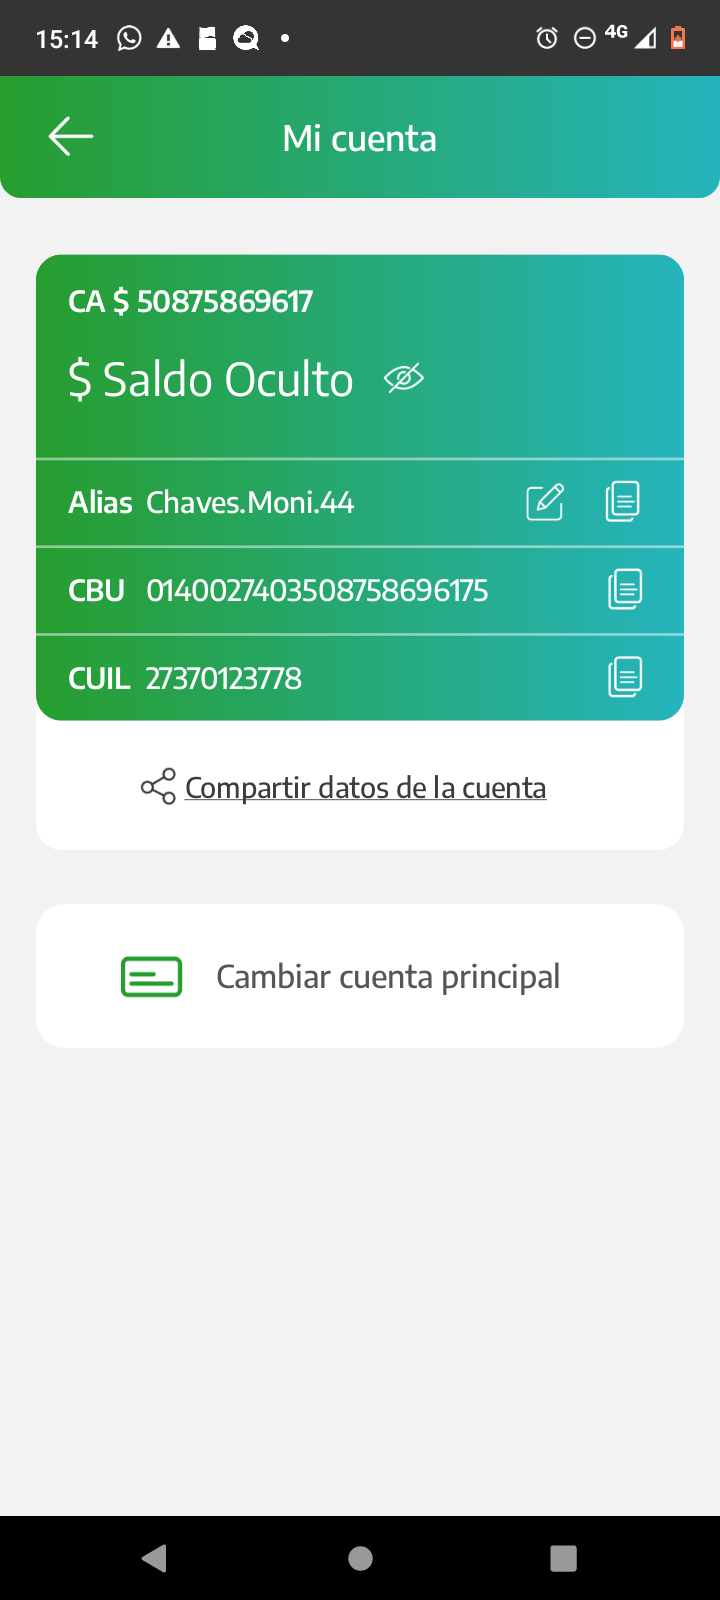 15:14
4G
Mi cuenta
CA $ 50875869617
$ Saldo Oculto
Alias Chaves.Moni.44
CBU 0140027403508758696175
CUIL 27370123778
Compartir datos de la cuenta
Cambiar cuenta principal